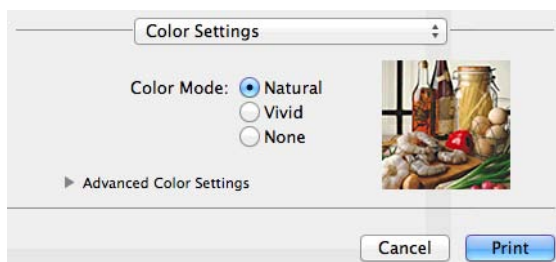 Color Settings
Color Mode: Natural
Vivid
None
Advanced Color Settings
Cancel Print